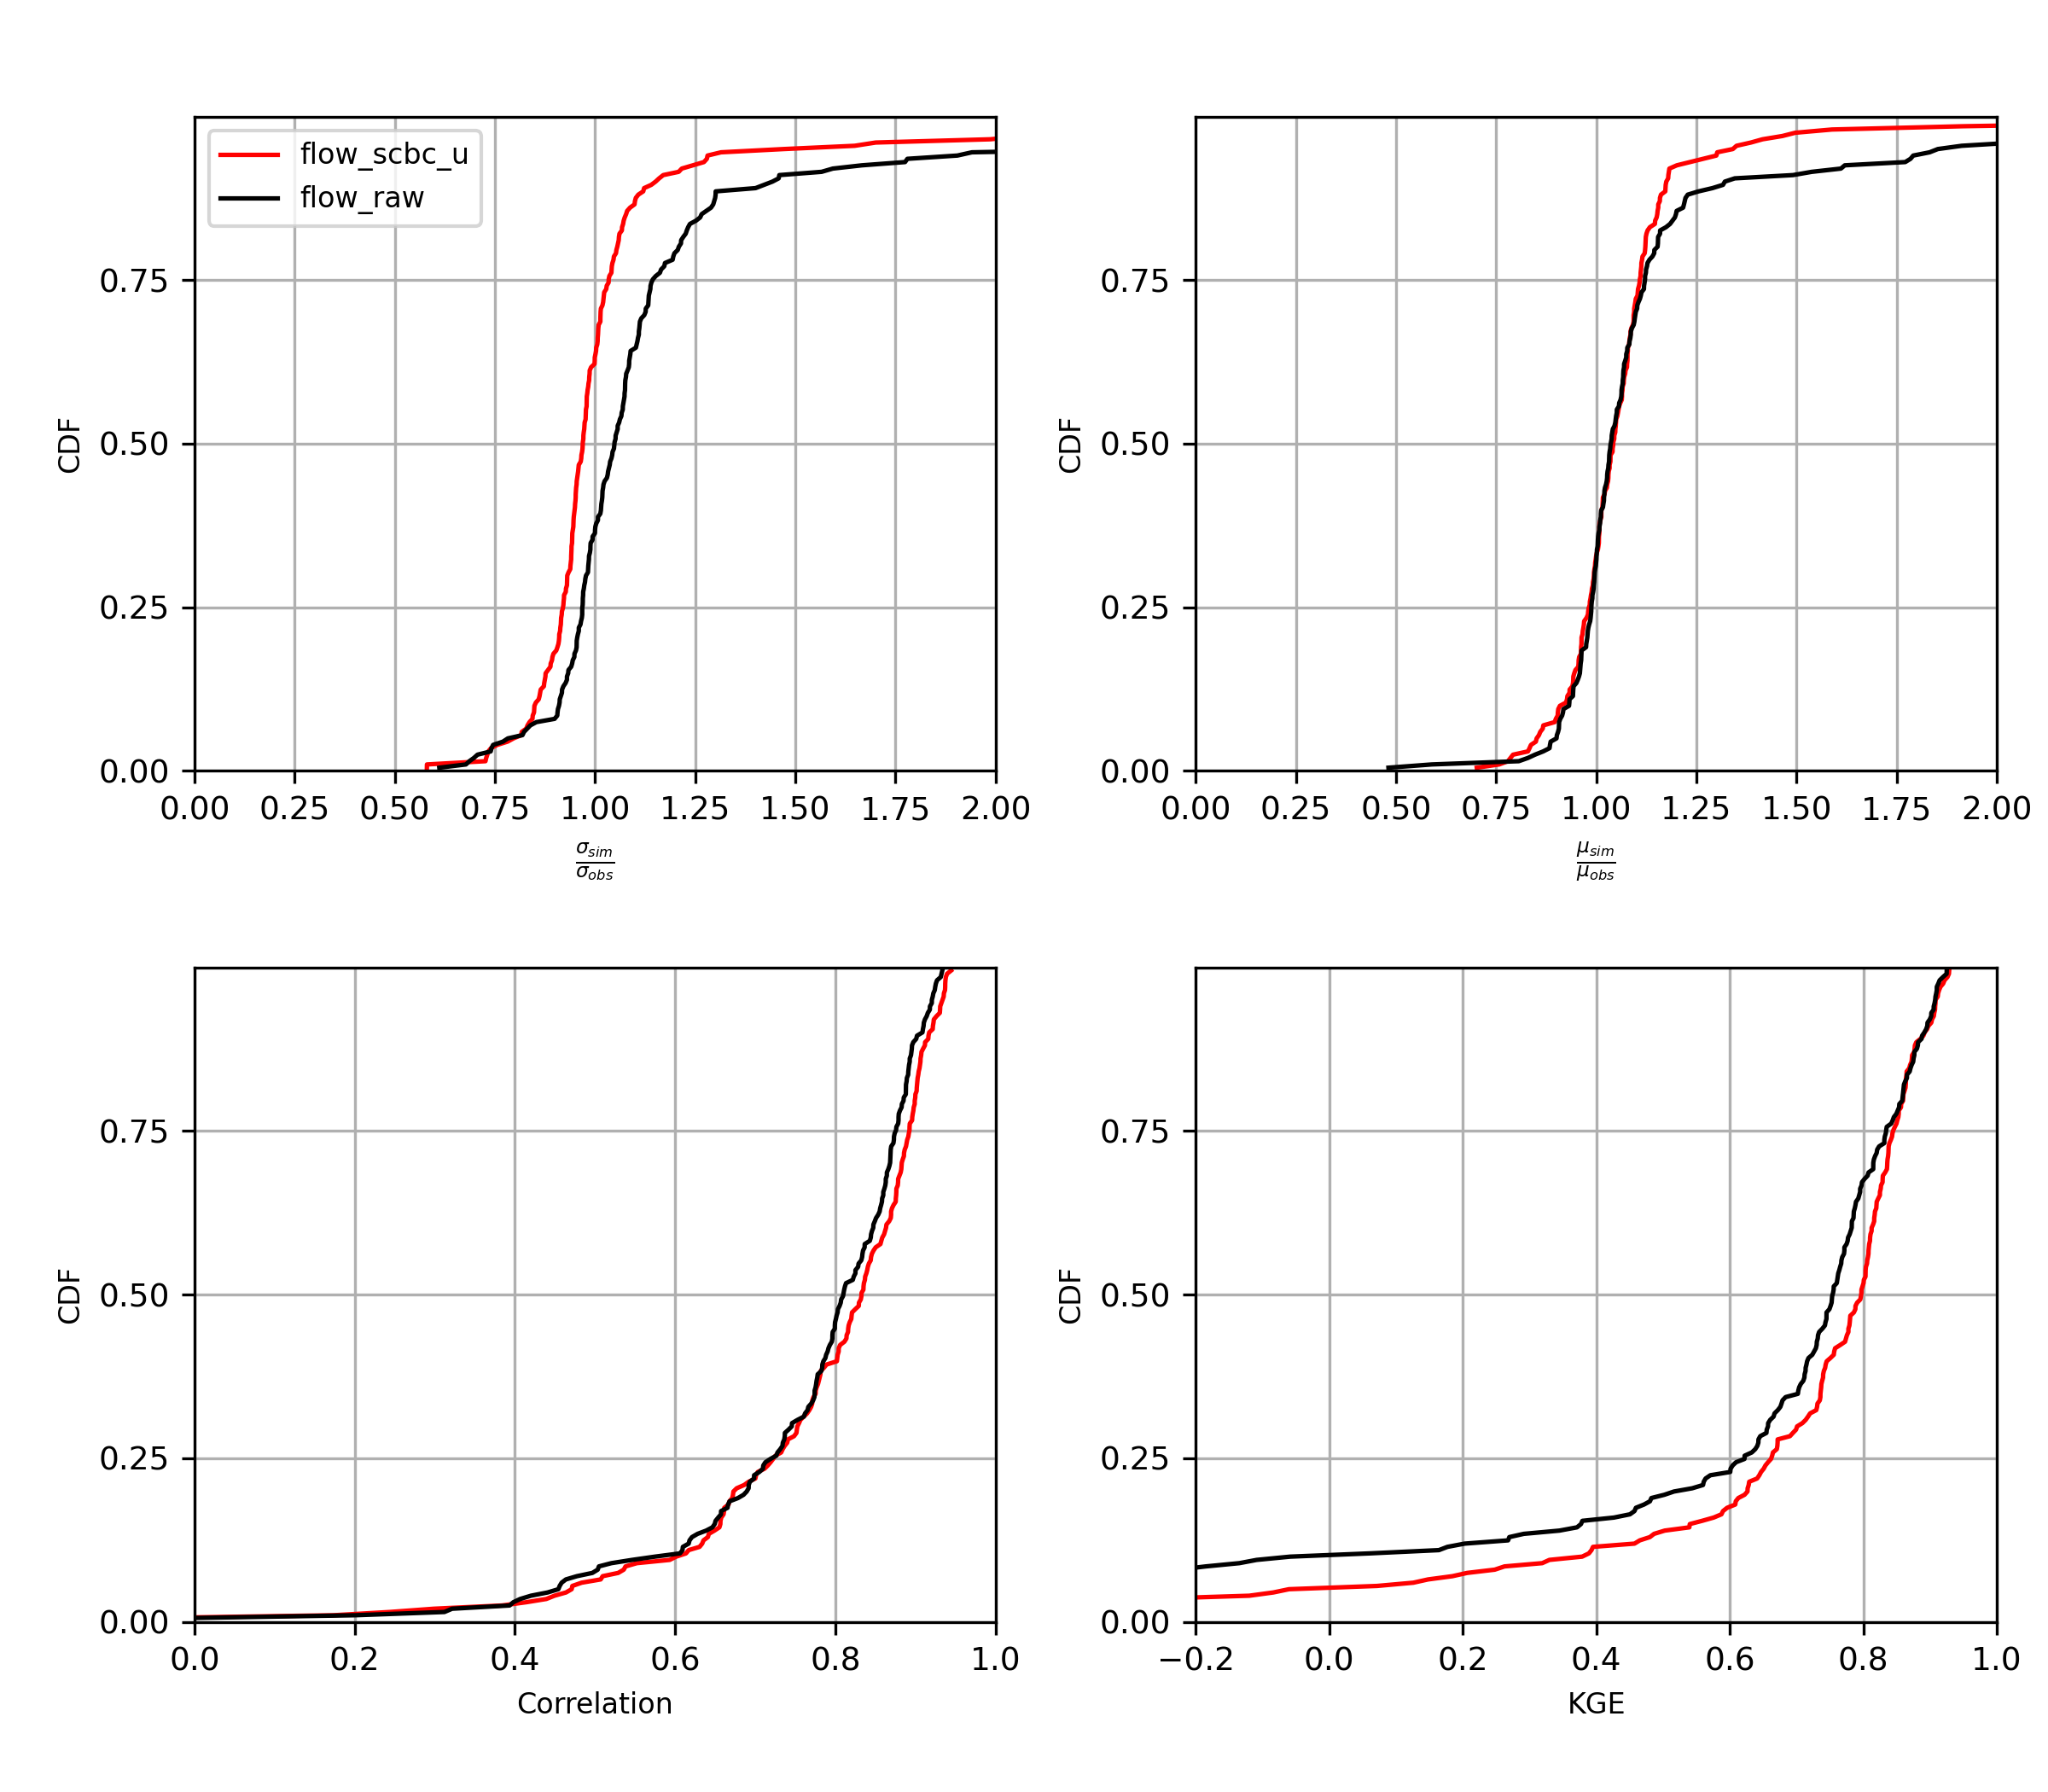 flow_scbc_u
flow_raw
CDF
0.75
0.50
0.25
0.00
0.00 0.25 0.50 0.75 1.00 1.25 1.50 1.75 2.00
σsim
σobs
CDF
0.75
0.50
0.25
0.00
0.00 0.25 0.50 0.75 1.00 1.25 1.50 1.75 2.00
μsim
μobs
CDF
0.75
0.50
0.25
0.00
0.0 0.2 0.4 0.6 0.8 1.0
Correlation
CDF
0.75
0.50
0.25
0.00
−0.2 0.0 0.2 0.4 0.6 0.8 1.0
KGE